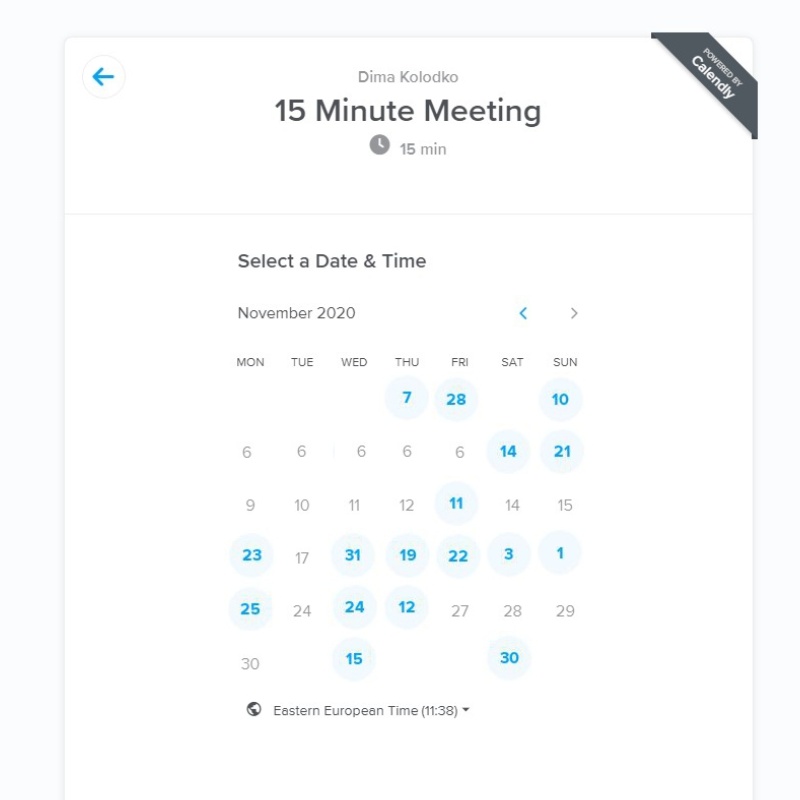 POWERED BY
Calendly
Dima Kolodko
15 Minute Meeting
15 min
Select a Date & Time
November 2020
MON TUE WED THU FRI SAT SUN
7 28 10
6 6 6 6 6 14 21
9 10 11 12 11 14 15
23 17 31 19 22 3 1
25 24 24 12 27 28 29
30 15 30
Eastern European Time (11:38)